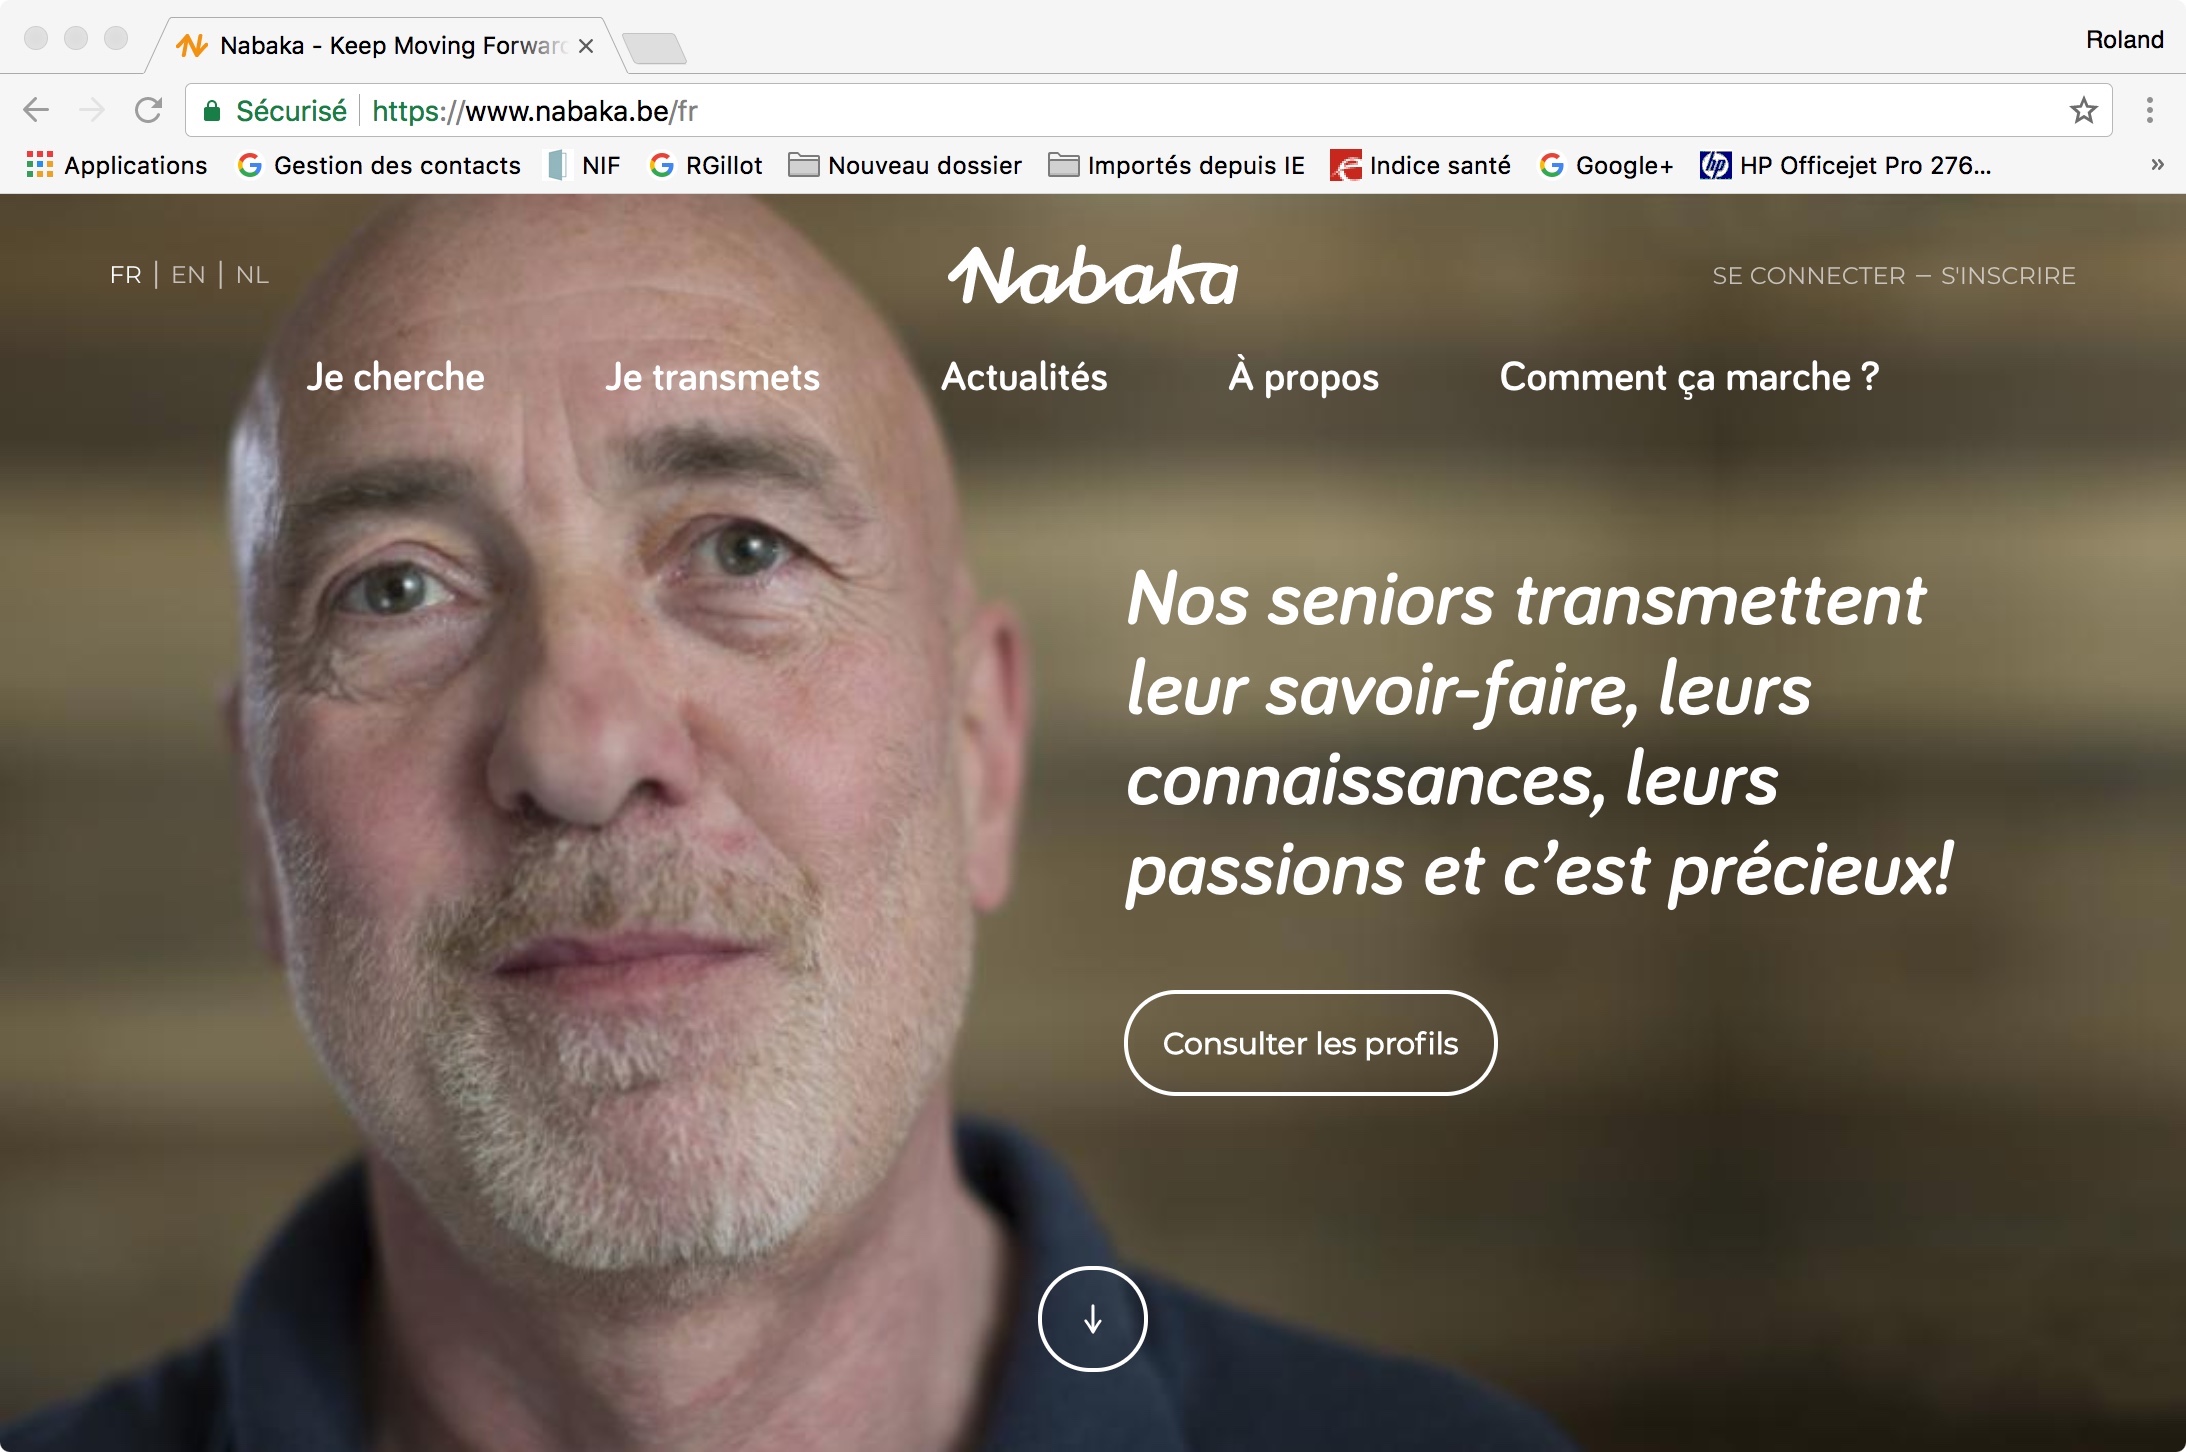 Nabaka - Keep Moving Forward
Roland
Sécurisé https://www.nabaka.be/fr
Applications Gestion des contacts NIF RGillot Nouveau dossier Importés depuis IE Indice santé Google+ HP Officejet Pro 276... »
FR | EN | NL
Nabaka
SE CONNECTER — S'INSCRIRE
Je cherche Je transmets Actualités À propos Comment ça marche ?
Nos seniors transmettent
leur savoir-faire, leurs
connaissances, leurs
passions et c’est précieux!
Consulter les profils